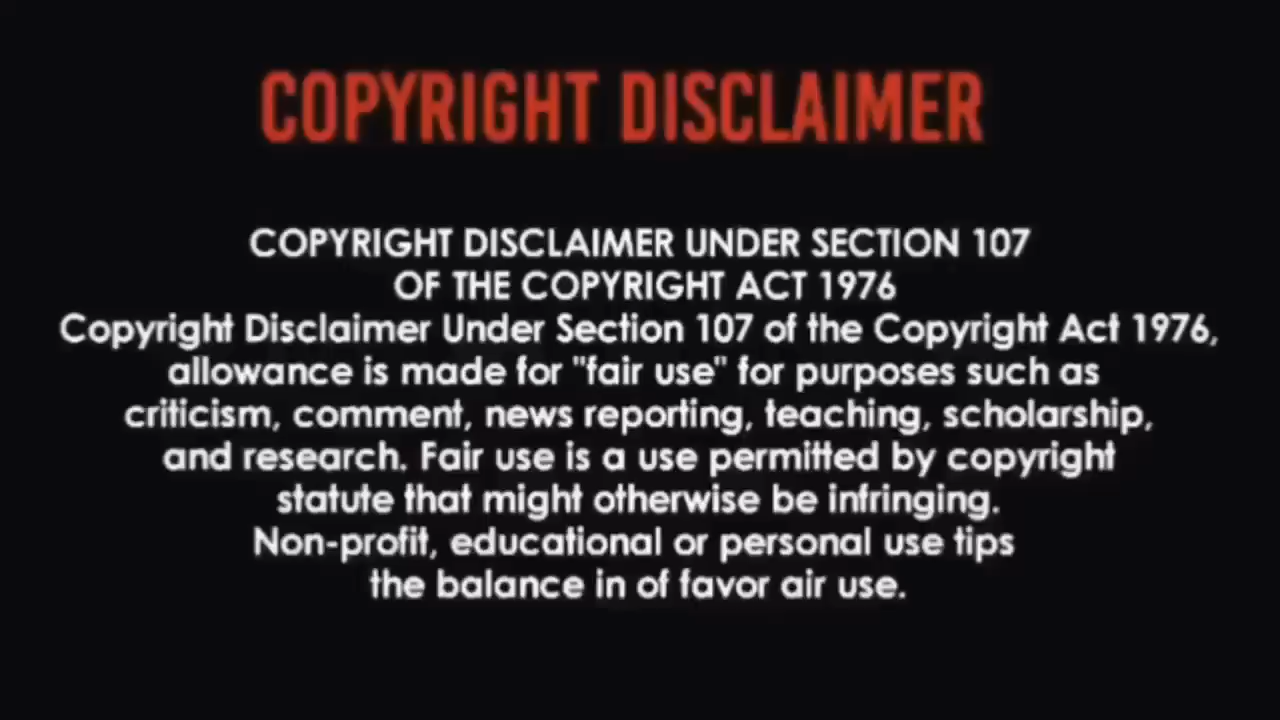 COPYRIGHT DISCLAIMER
COPYRIGHT DISCLAIMER UNDER SECTION 107
OF THE COPYRIGHT ACT 1976
Copyright Disclaimer Under Section 107 of the Copyright Act 1976,
allowance is made for "fair use" for purposes such as
criticism, comment, news reporting, teaching, scholarship,
and research. Fair use is a use permitted by copyright
statute that might otherwise be infringing.
Non-profit, educational or personal use tips
the balance in of favor air use.